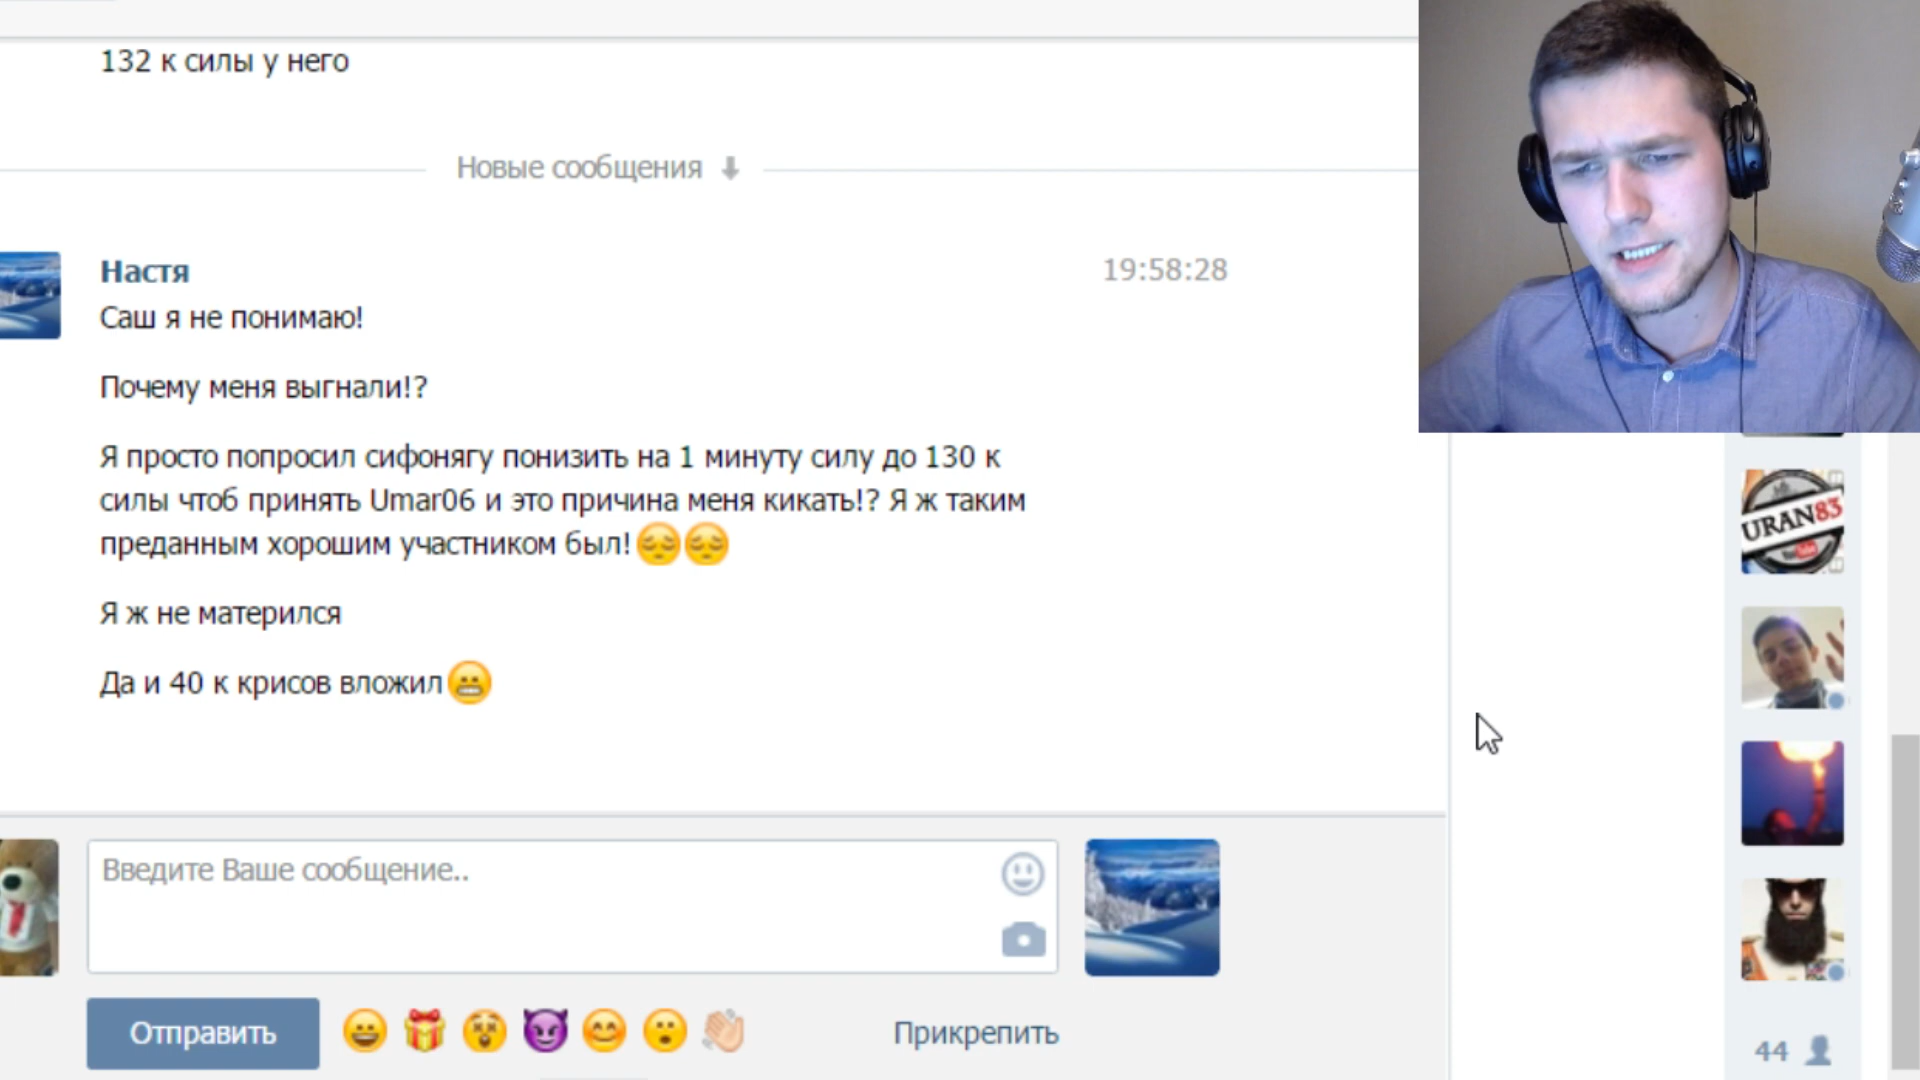 132 к силы у него
Новые сообщения
Настя
19:58:28
Саш я не понимаю!
Почему меня выгнали!?
Я просто попросил сифонягу понизить на 1 минуту силу до 130 к
силы чтоб принять Umar06 и это причина меня кикать!? Я ж таким
преданным хорошим участником был!😔😔
Я ж не матерился
Да и 40 к крисов вложил😬
URAN83
Введите Ваше сообщение..
Отправить
Прикрепить
44